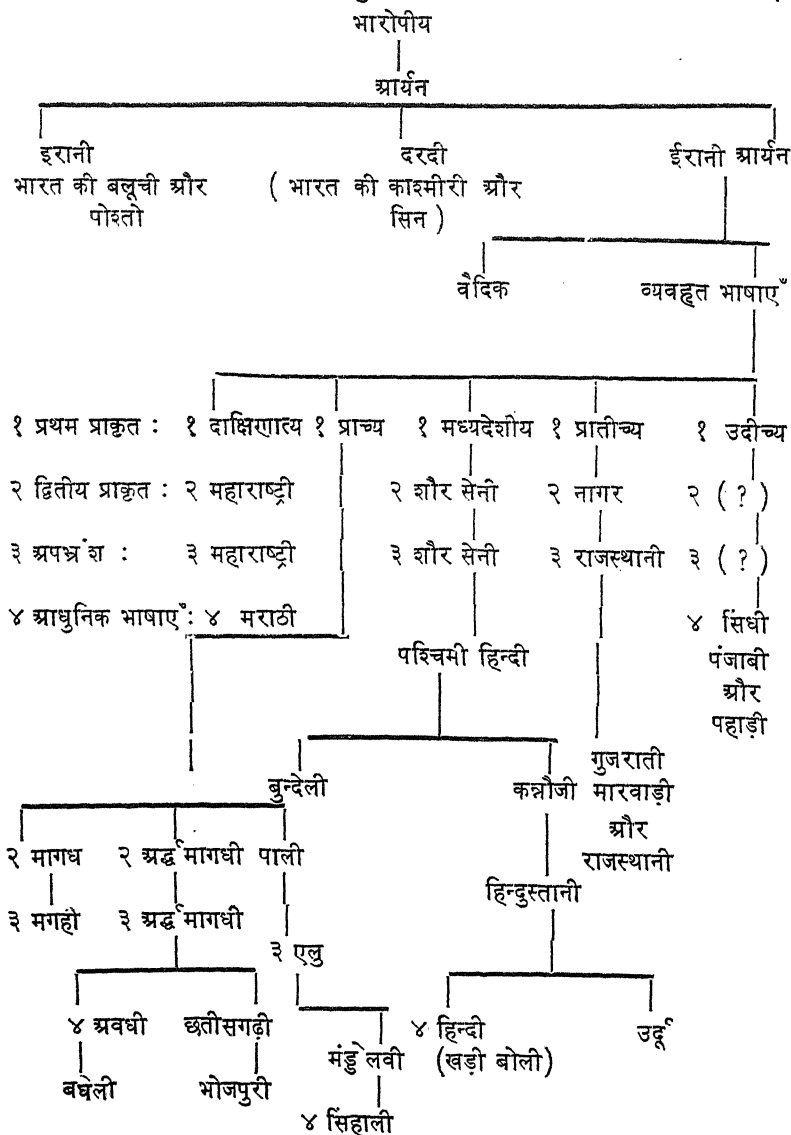 भारोपीय
आर्यन
इरानी दरदी ईरानी आर्यन
भारत की बलूची और ( भारत की काश्मीरी और
पोश्तो सिन )
वैदिक व्यवहृत भाषाएँ
१ प्रथम प्राकृत : १ दाक्षिणात्य १ प्राच्य १ मध्यदेशीय १ प्रातीच्य १ उदीच्य
२ द्वितीय प्राकृत : २ महाराष्ट्री २ शौर सेनी २ नागर २ ( ? )
३ अपभ्रंश : ३ महाराष्ट्री ३ शौर सेनी ३ राजस्थानी ३ ( ? )
४ आधुनिक भाषाएँ : ४ मराठी ४ सिंधी
पश्चिमी हिन्दी पंजाबी
और
पहाड़ी
गुजराती
बुन्देली कन्नौजी मारवाड़ी
और
राजस्थानी
२ मागध २ अर्द्ध मागधी पाली
हिन्दुस्तानी
३ मगही ३ अर्द्ध मागधी
३ एलु
४ अवधी छतीसगढ़ी ४ हिन्दी उर्दू
मंड्डेलवी (खड़ी बोली)
बघेली भोजपुरी
४ सिंहाली